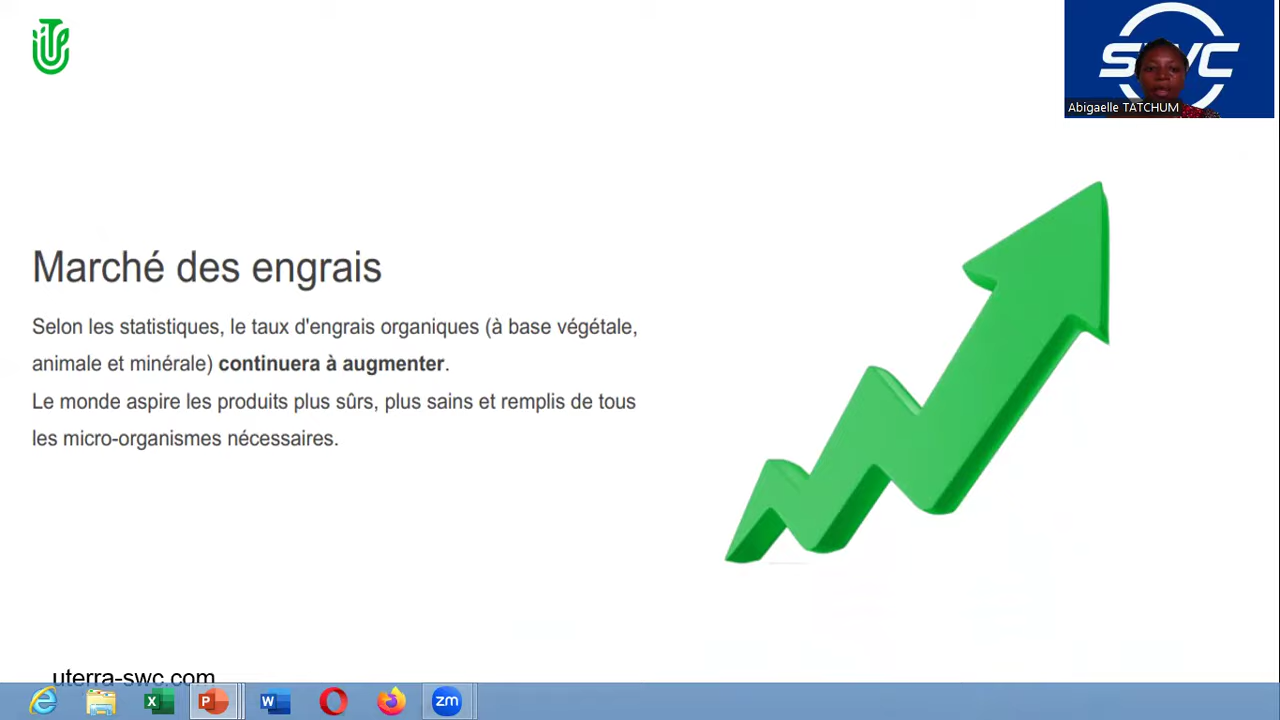 SWC
Abigaelle TATCHUM
Marché des engrais
Selon les statistiques, le taux d'engrais organiques (à base végétale,
animale et minérale) continuera à augmenter.
Le monde aspire les produits plus sûrs, plus sains et remplis de tous
les micro-organismes nécessaires.
uterra-swc.com
X
P
W
zm